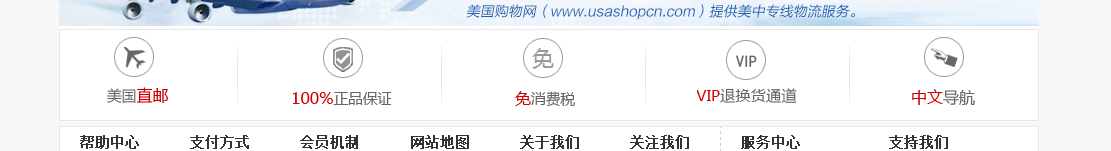 美国购物网（www.usashopcn.com）提供美中专线物流服务。
免 VIP
美国直邮 100%正品保证 免消费税 VIP退换货通道 中文导航
帮助中心 支付方式 会员机制 网站地图 关于我们 关注我们 服务中心 支持我们